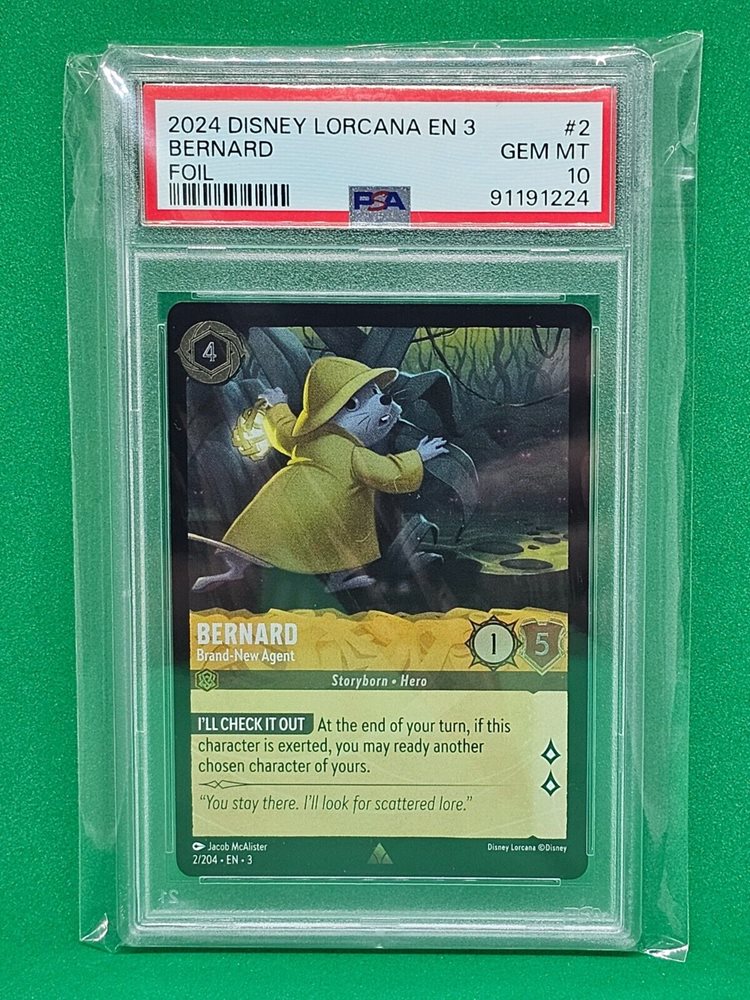 2024 DISNEY LORCANA EN 3 #2
BERNARD GEM MT
FOIL 10
PSA 91191224
4
BERNARD
Brand-New Agent
1 5
Storyborn • Hero
I'LL CHECK IT OUT At the end of your turn, if this
character is exerted, you may ready another
chosen character of yours.
“You stay there. I'll look for scattered lore.”
Jacob McAlister
2/204 • EN • 3
Disney Lorcana ©Disney